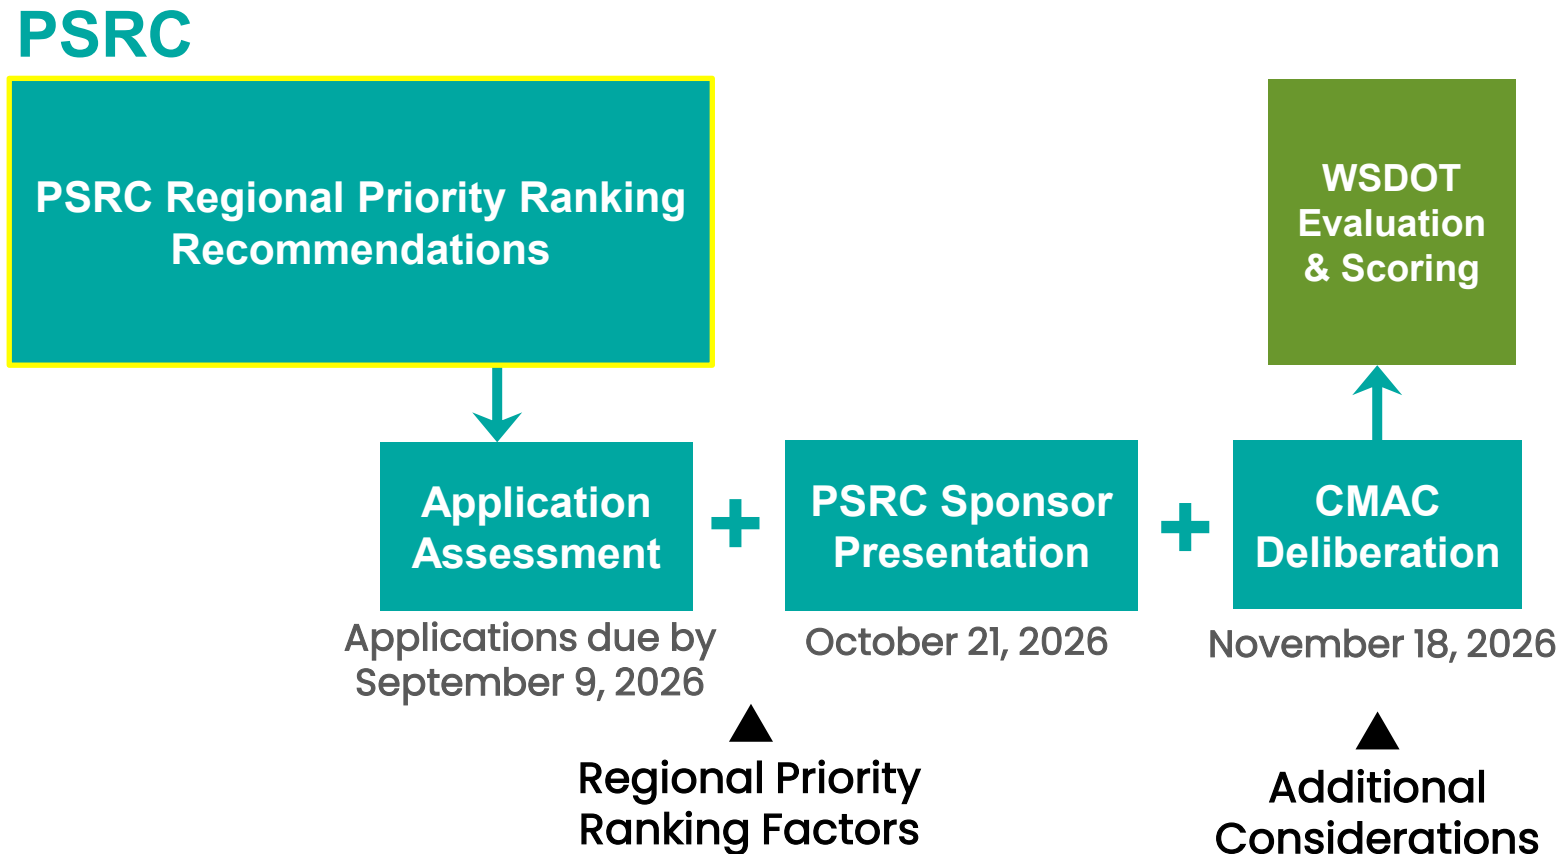 PSRC
PSRC Regional Priority Ranking
Recommendations
WSDOT
Evaluation
& Scoring
Application
Assessment
+
PSRC Sponsor
Presentation
+
CMAC
Deliberation
Applications due by
September 9, 2026
October 21, 2026
November 18, 2026
Regional Priority
Ranking Factors
Additional
Considerations